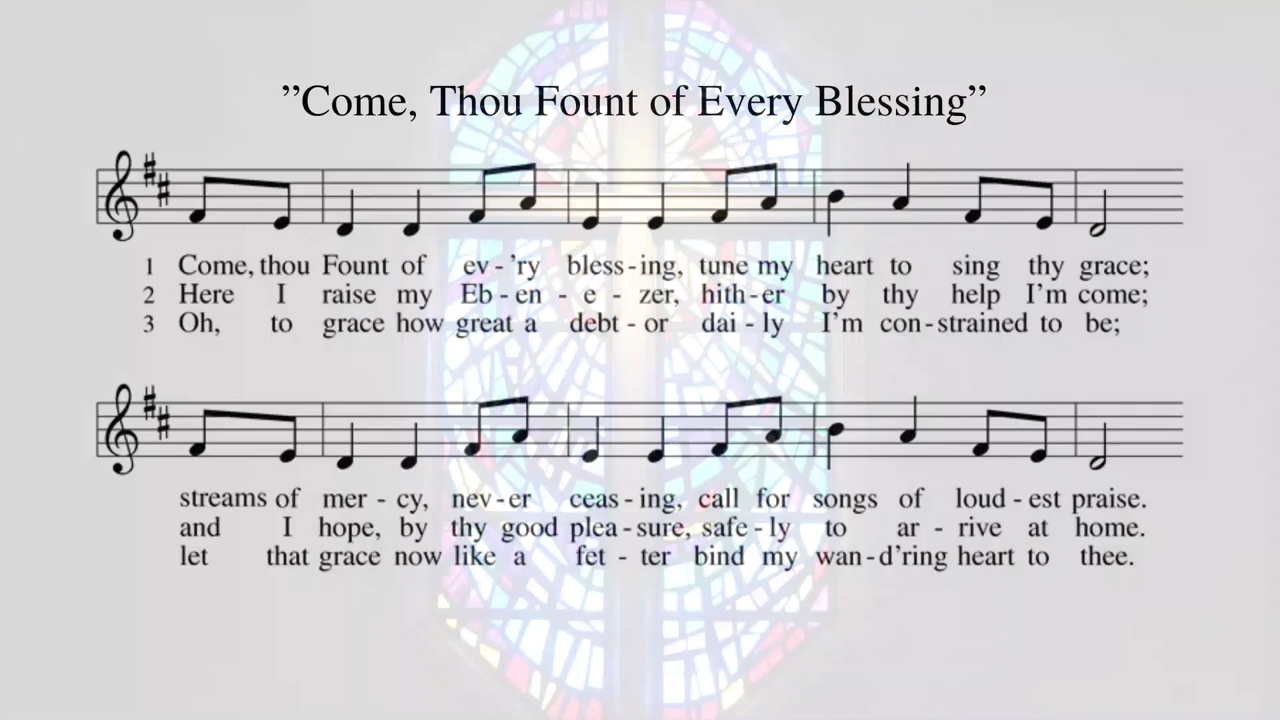 ”Come, Thou Fount of Every Blessing”
1 Come, thou Fount of ev - ’ry bless - ing, tune my heart to sing thy grace;
2 Here I raise my Eb - en - e - zer, hith - er by thy help I’m come;
3 Oh, to grace how great a debt - or dai - ly I’m con - strained to be;
streams of mer - cy, nev - er ceas - ing, call for songs of loud - est praise.
and I hope, by thy good plea - sure, safe - ly to ar - rive at home.
let that grace now like a fet - ter bind my wan - d’ring heart to thee.